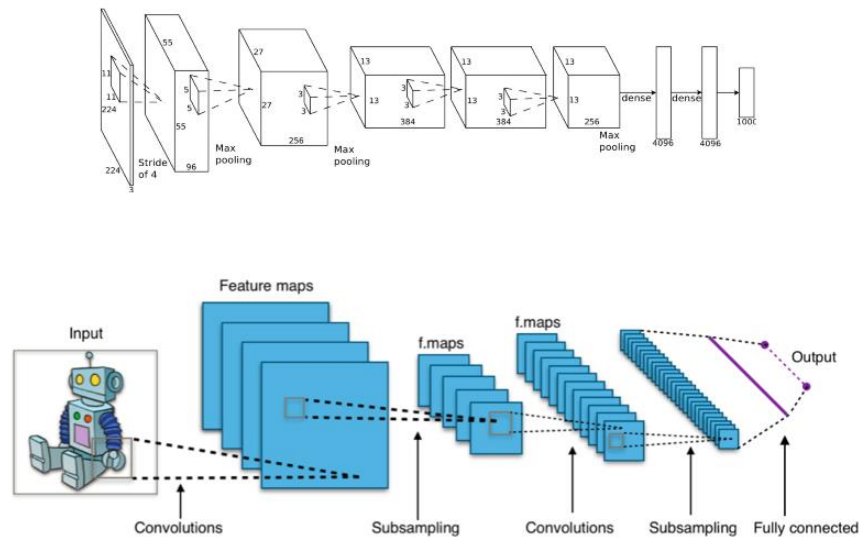 55
27
13
13
13
11
5
5
3
3
3
3
3
3
11
224
55
27
13
13
13
dense
dense
224
3
Stride
of 4
96
Max
pooling
256
Max
pooling
384
384
256
Max
pooling
4096
4096
1000
Feature maps
Input
f.maps
f.maps
Output
Convolutions
Subsampling
Convolutions
Subsampling
Fully connected